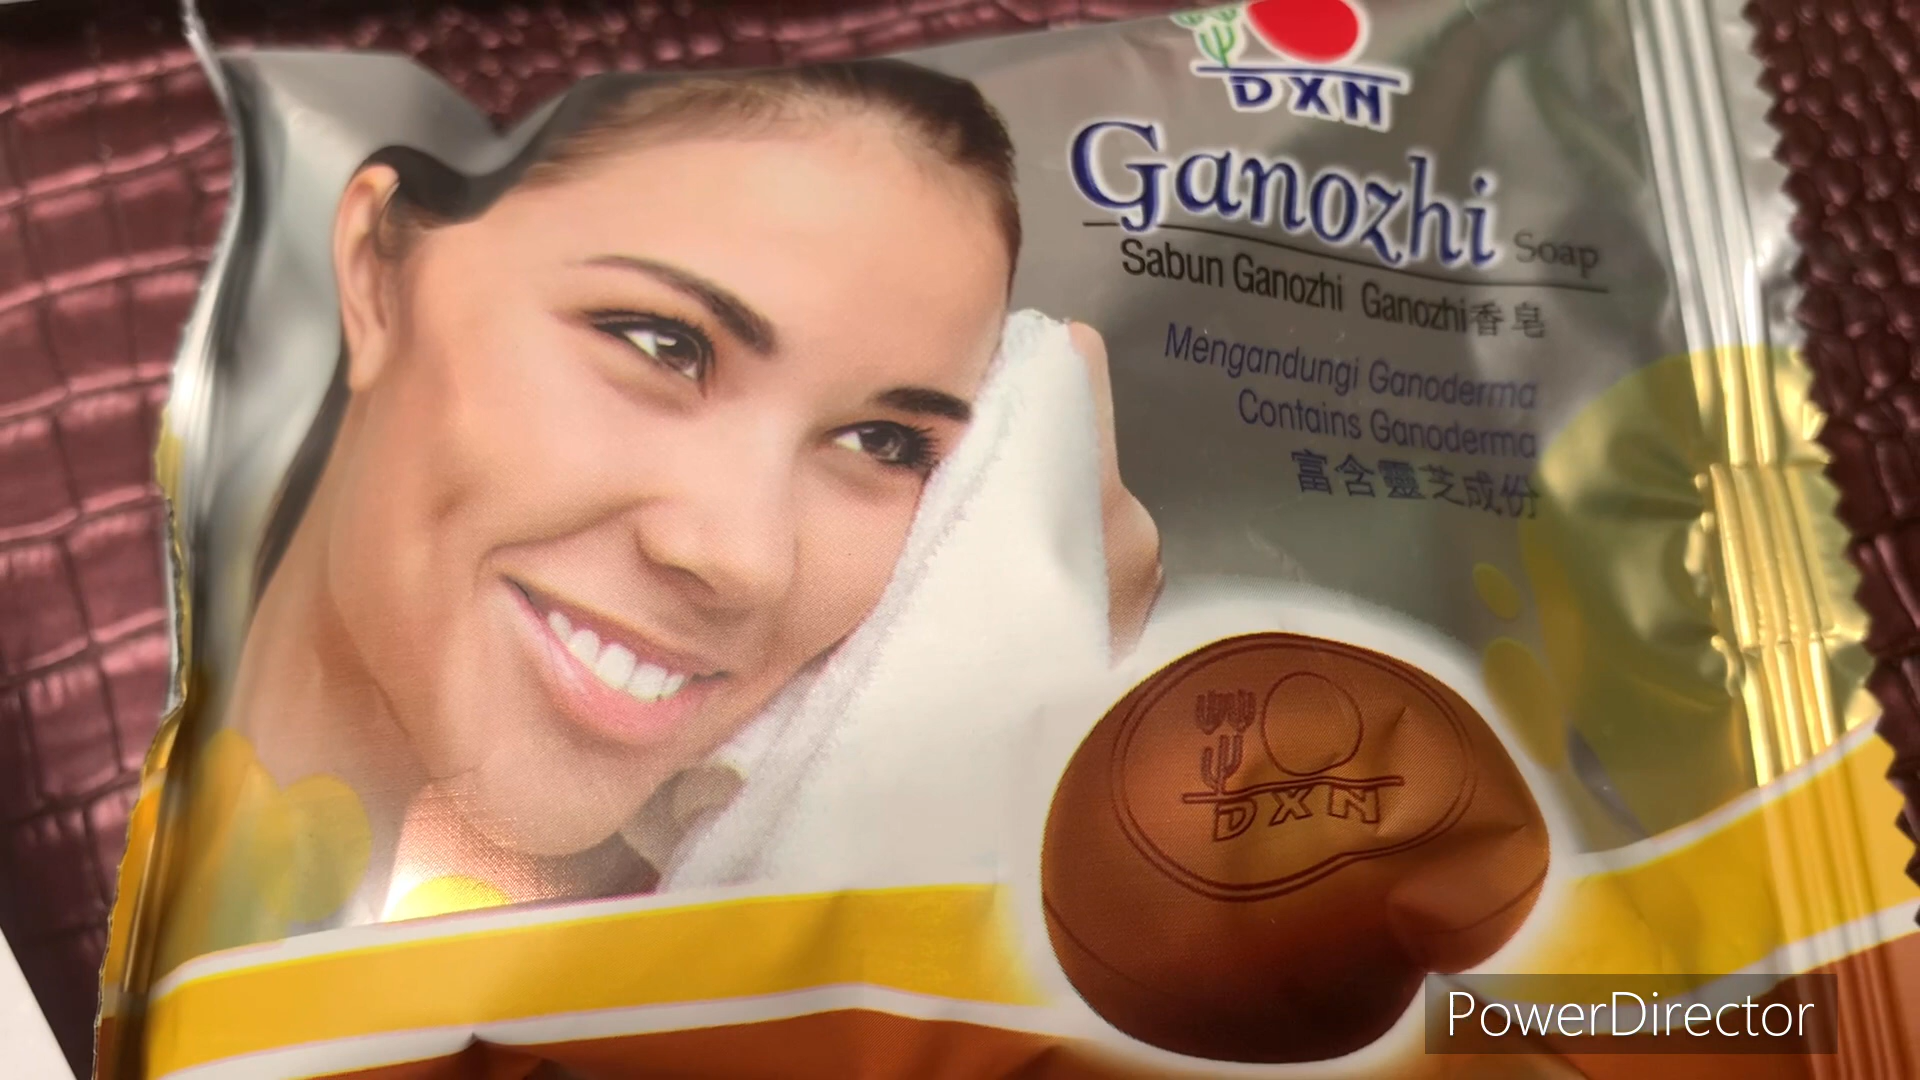 DXN
Ganozhi Soap
Sabun Ganozhi Ganozhi香皂
Mengandungi Ganoderma
Contains Ganoderma
富含靈芝成份
DXN
PowerDirector